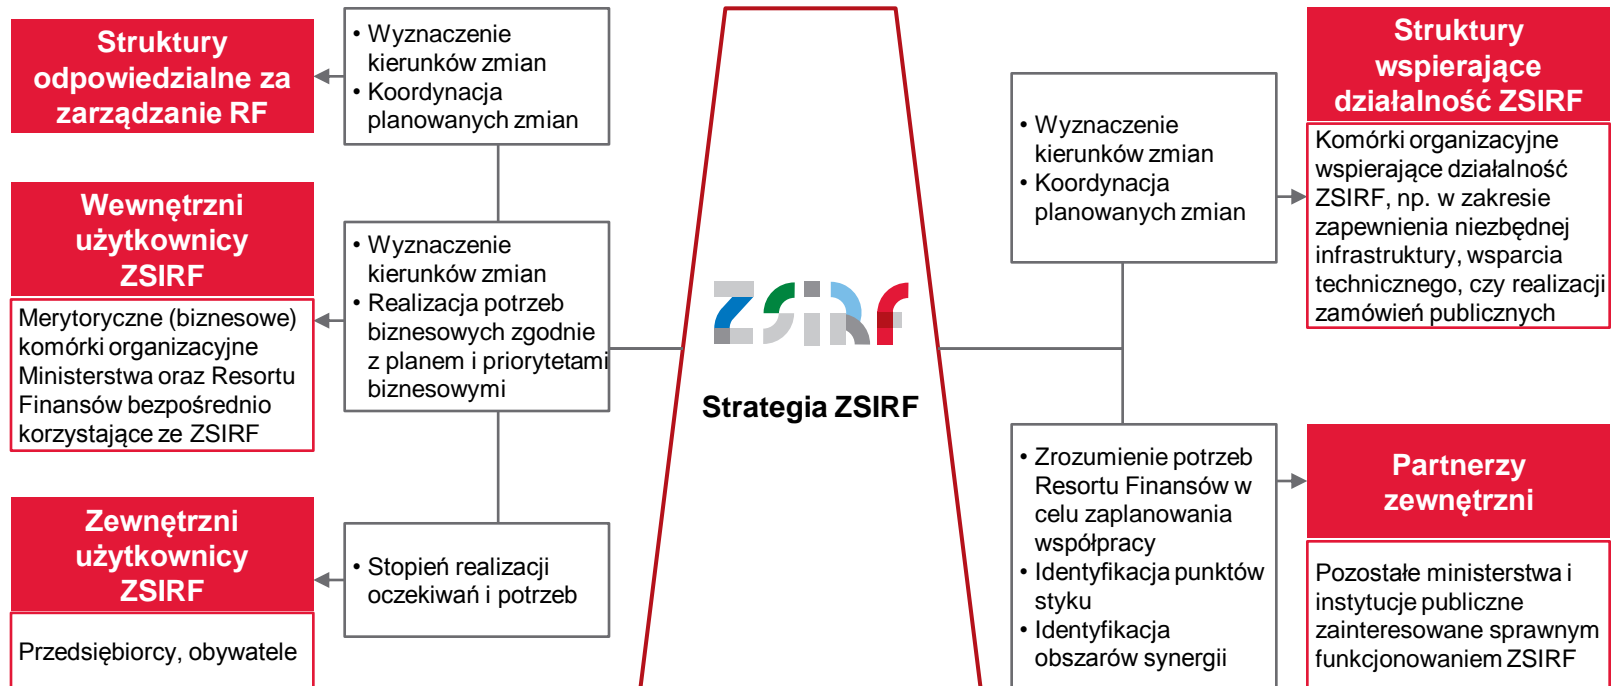 Struktury
odpowiedzialne za
zarządzanie RF
• Wyznaczenie
kierunków zmian
• Koordynacja
planowanych zmian
Wewnętrzni
użytkownicy
ZSIRF
Merytoryczne (biznesowe)
komórki organizacyjne
Ministerstwa oraz Resortu
Finansów bezpośrednio
korzystające ze ZSIRF
• Wyznaczenie
kierunków zmian
• Realizacja potrzeb
biznesowych zgodnie
z planem i priorytetami
biznesowymi
Zewnętrzni
użytkownicy
ZSIRF
Przedsiębiorcy, obywatele
• Stopień realizacji
oczekiwań i potrzeb
ZSIRF
Strategia ZSIRF
• Wyznaczenie
kierunków zmian
• Koordynacja
planowanych zmian
Struktury
wspierające
działalność ZSIRF
Komórki organizacyjne
wspierające działalność
ZSIRF, np. w zakresie
zapewnienia niezbędnej
infrastruktury, wsparcia
technicznego, czy realizacji
zamówień publicznych
• Zrozumienie potrzeb
Resortu Finansów w
celu zaplanowania
współpracy
• Identyfikacja punktów
styku
• Identyfikacja
obszarów synergii
Partnerzy
zewnętrzni
Pozostałe ministerstwa i
instytucje publiczne
zainteresowane sprawnym
funkcjonowaniem ZSIRF